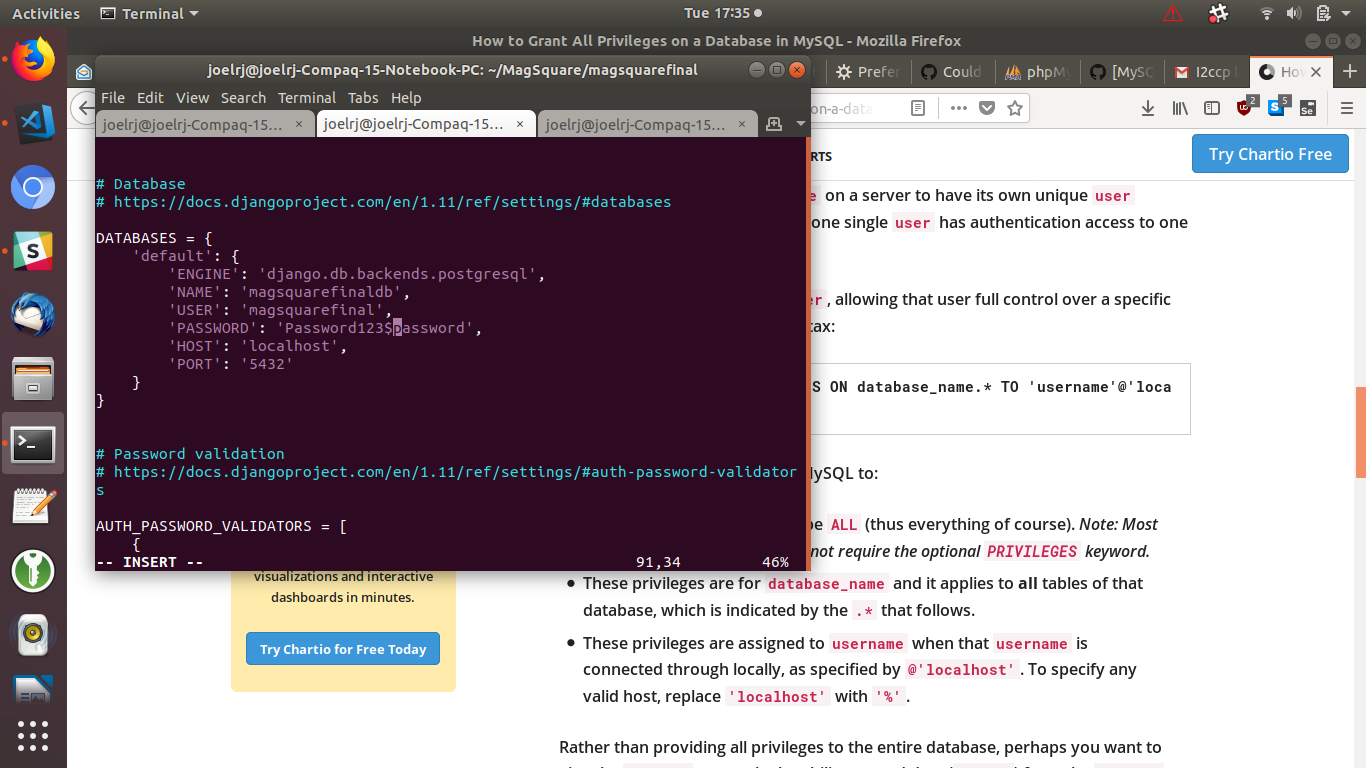 Activities
Terminal
Tue 17:35
How to Grant All Privileges on a Database in MySQL - Mozilla Firefox
joelrj@joelrj-Compaq-15-Notebook-PC: ~/MagSquare/magsquarefinal
File Edit View Search Terminal Tabs Help
joelrj@joelrj-Compaq-15... ×
joelrj@joelrj-Compaq-15... ×
joelrj@joelrj-Compaq-15... ×
Prefer
Could
phpMy
[MySC
I2ccp
How
on-a-data
2
5
Se
# Database
# https://docs.djangoproject.com/en/1.11/ref/settings/#databases
DATABASES = {
'default': {
'ENGINE': 'django.db.backends.postgresql',
'NAME': 'magsquarefinaldb',
'USER': 'magsquarefinal',
'PASSWORD': 'Password123$password',
'HOST': 'localhost',
'PORT': '5432'
}
}
# Password validation
# https://docs.djangoproject.com/en/1.11/ref/settings/#auth-password-validator
s
AUTH_PASSWORD_VALIDATORS = [
{
-- INSERT -- 91,34 46%
RTS
Try Chartio Free
e on a server to have its own unique user
one single user has authentication access to one
er, allowing that user full control over a specific
tax:
S ON database_name.* TO 'username'@'loca
MySQL to:
be ALL (thus everything of course). Note: Most
not require the optional PRIVILEGES keyword.
These privileges are for database_name and it applies to all tables of that
database, which is indicated by the .* that follows.
These privileges are assigned to username when that username is
connected through locally, as specified by @'localhost'. To specify any
valid host, replace 'localhost' with '%'.
Rather than providing all privileges to the entire database, perhaps you want to
visualizations and interactive
dashboards in minutes.
Try Chartio for Free Today